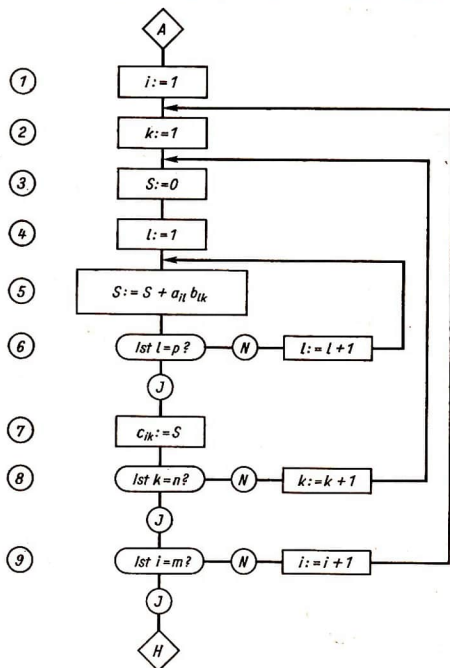 A
1 i:=1
2 k:=1
3 S:=0
4 l:=1
5 S:= S + a_il b_lk
6 Ist l=p? N l:= l+1
J
7 c_ik:= S
8 Ist k=n? N k:=k+1
J
9 Ist i=m? N i:=i+1
J
H